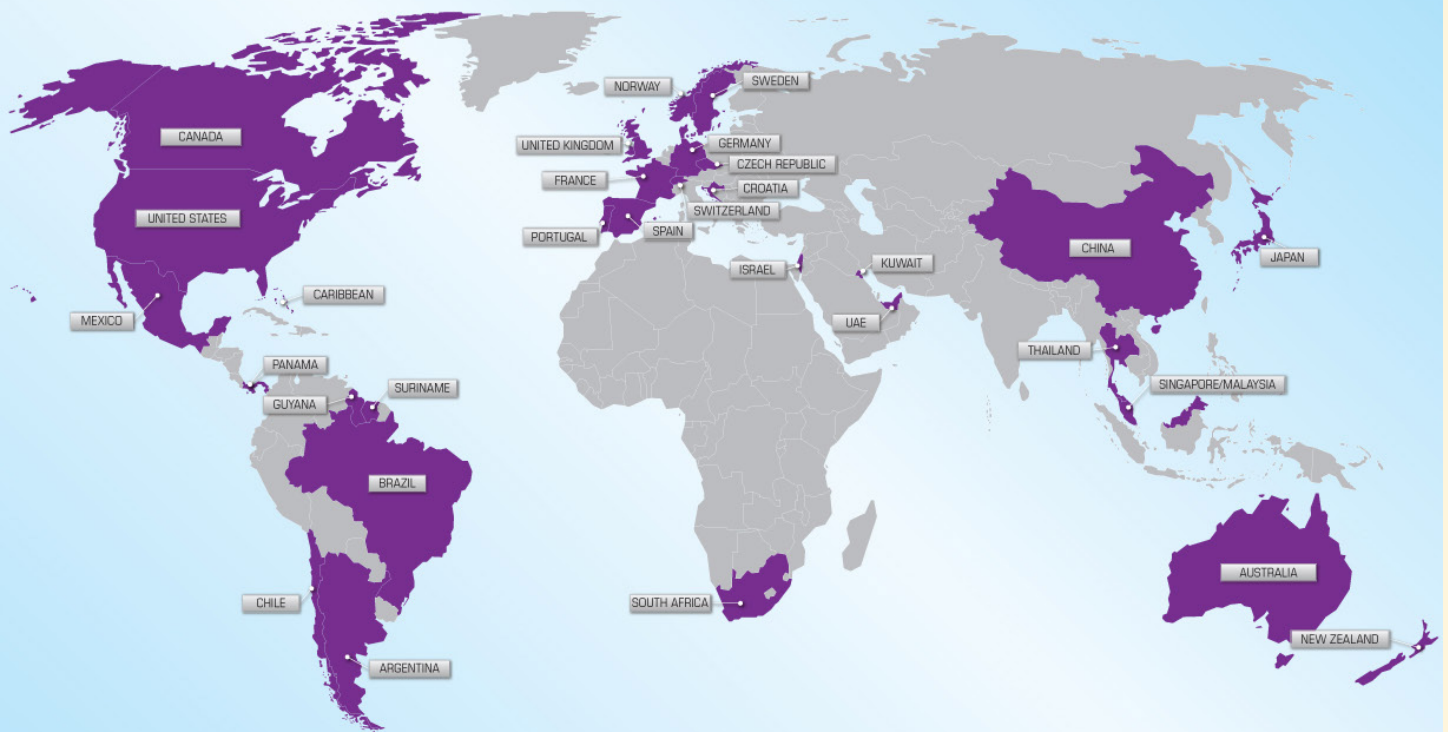 NORWAY
SWEDEN
CANADA
UNITED KINGDOM
GERMANY
CZECH REPUBLIC
FRANCE
CROATIA
SWITZERLAND
UNITED STATES
PORTUGAL
SPAIN
CHINA
JAPAN
ISRAEL
KUWAIT
CARIBBEAN
MEXICO
UAE
THAILAND
PANAMA
SURINAME
SINGAPORE/MALAYSIA
GUYANA
BRAZIL
AUSTRALIA
CHILE
SOUTH AFRICA
NEW ZEALAND
ARGENTINA